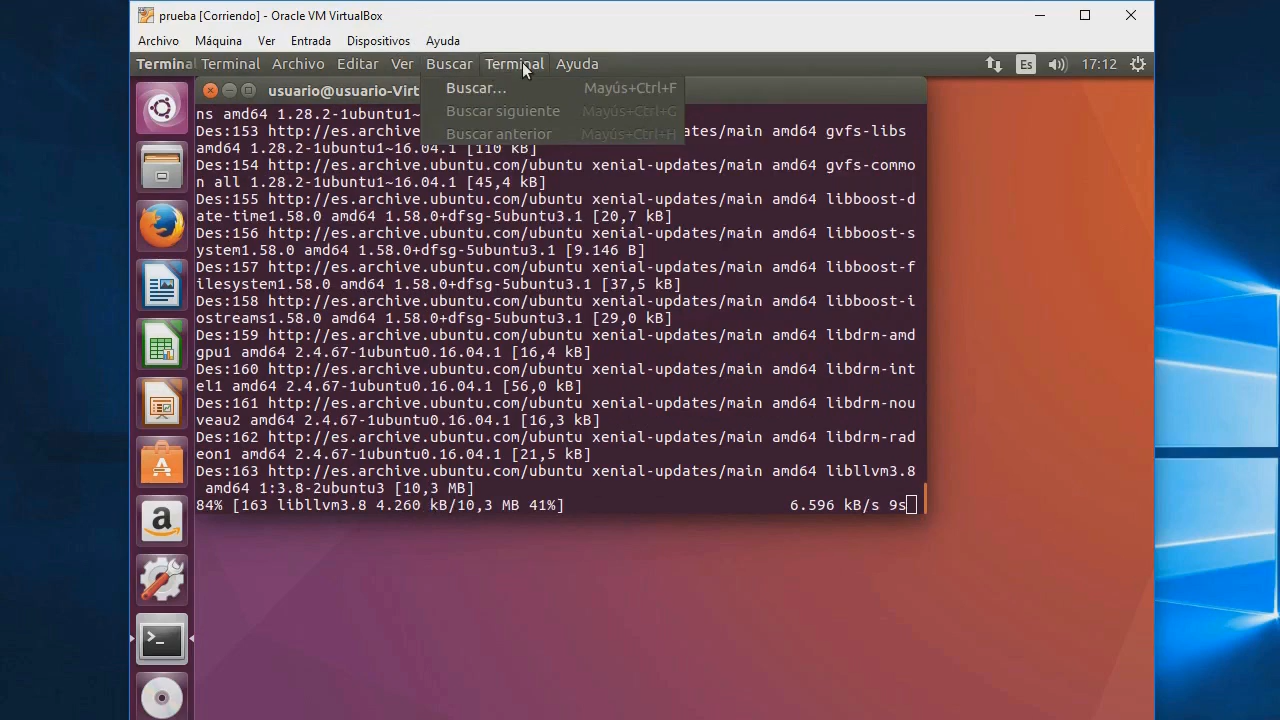 prueba [Corriendo] - Oracle VM VirtualBox
Archivo Máquina Ver Entrada Dispositivos Ayuda
Termina Terminal Archivo Editar Ver Buscar Terminal Ayuda Es 17:12
usuario@usuario-Virt
Buscar... Mayús+Ctrl+F
Buscar siguiente Mayús+Ctrl+G
Buscar anterior Mayús+Ctrl+H
ns amd64 1.28.2-1ubuntu1~
Des:153 http://es.archive xenial-updates/main amd64 gvfs-libs
amd64 1.28.2-1ubuntu1~16.04.1 [110 kB]
Des:154 http://es.archive.ubuntu.com/ubuntu xenial-updates/main amd64 gvfs-commo
n all 1.28.2-1ubuntu1~16.04.1 [45,4 kB]
Des:155 http://es.archive.ubuntu.com/ubuntu xenial-updates/main amd64 libboost-d
ate-time1.58.0 amd64 1.58.0+dfsg-5ubuntu3.1 [20,7 kB]
Des:156 http://es.archive.ubuntu.com/ubuntu xenial-updates/main amd64 libboost-s
ystem1.58.0 amd64 1.58.0+dfsg-5ubuntu3.1 [9.146 B]
Des:157 http://es.archive.ubuntu.com/ubuntu xenial-updates/main amd64 libboost-f
ilesystem1.58.0 amd64 1.58.0+dfsg-5ubuntu3.1 [37,5 kB]
Des:158 http://es.archive.ubuntu.com/ubuntu xenial-updates/main amd64 libboost-i
ostreams1.58.0 amd64 1.58.0+dfsg-5ubuntu3.1 [29,0 kB]
Des:159 http://es.archive.ubuntu.com/ubuntu xenial-updates/main amd64 libdrm-amd
gpu1 amd64 2.4.67-1ubuntu0.16.04.1 [16,4 kB]
Des:160 http://es.archive.ubuntu.com/ubuntu xenial-updates/main amd64 libdrm-int
el1 amd64 2.4.67-1ubuntu0.16.04.1 [56,0 kB]
Des:161 http://es.archive.ubuntu.com/ubuntu xenial-updates/main amd64 libdrm-nou
veau2 amd64 2.4.67-1ubuntu0.16.04.1 [16,3 kB]
Des:162 http://es.archive.ubuntu.com/ubuntu xenial-updates/main amd64 libdrm-rad
eon1 amd64 2.4.67-1ubuntu0.16.04.1 [21,5 kB]
Des:163 http://es.archive.ubuntu.com/ubuntu xenial-updates/main amd64 libllvm3.8
amd64 1:3.8-2ubuntu3 [10,3 MB]
84% [163 libllvm3.8 4.260 kB/10,3 MB 41%] 6.596 kB/s 9s